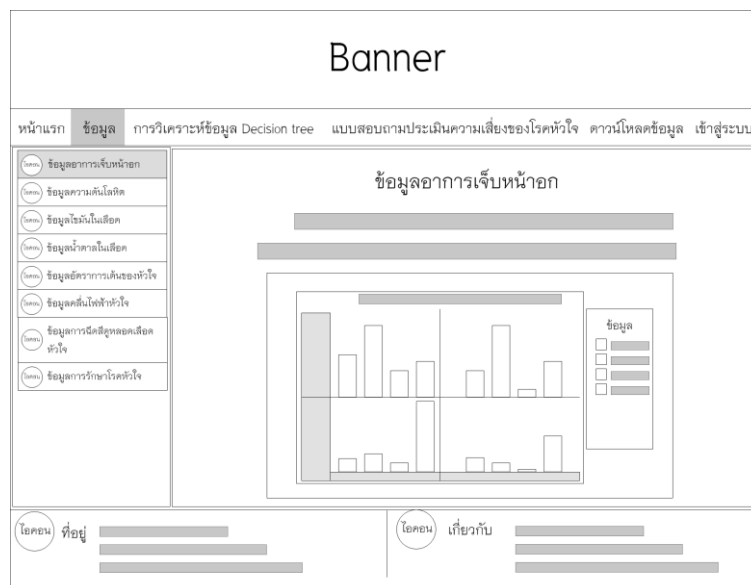 Banner
หน้าแรก ข้อมูล การวิเคราะห์ข้อมูล Decision tree แบบสอบถามประเมินความเสี่ยงของโรคหัวใจ ดาวน์โหลดข้อมูล เข้าสู่ระบบ
ไอคอน ข้อมูลอาการเจ็บหน้าอก
ไอคอน ข้อมูลความดันโลหิต
ไอคอน ข้อมูลไขมันในเลือด
ไอคอน ข้อมูลน้ำตาลในเลือด
ไอคอน ข้อมูลอัตราการเต้นของหัวใจ
ไอคอน ข้อมูลคลื่นไฟฟ้าหัวใจ
ไอคอน ข้อมูลการฉีดสีดูหลอดเลือด
หัวใจ
ไอคอน ข้อมูลการรักษาโรคหัวใจ
ข้อมูลอาการเจ็บหน้าอก
ข้อมูล
ไอคอน ที่อยู่
ไอคอน เกี่ยวกับ